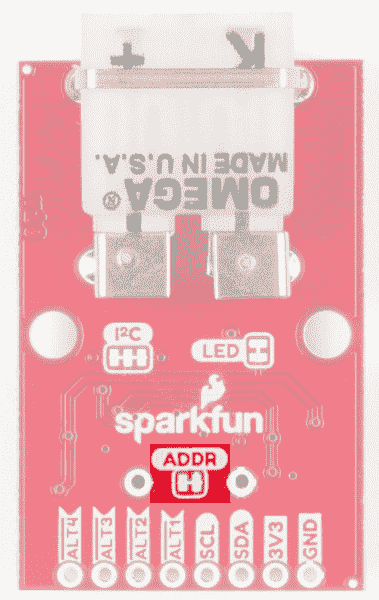 + K
MADE IN U.S.A.
OMEGA®
I²C
LED
sparkfun
ADDR
ALT4
ALT3
ALT2
ALT1
SCL
SDA
3V3
GND